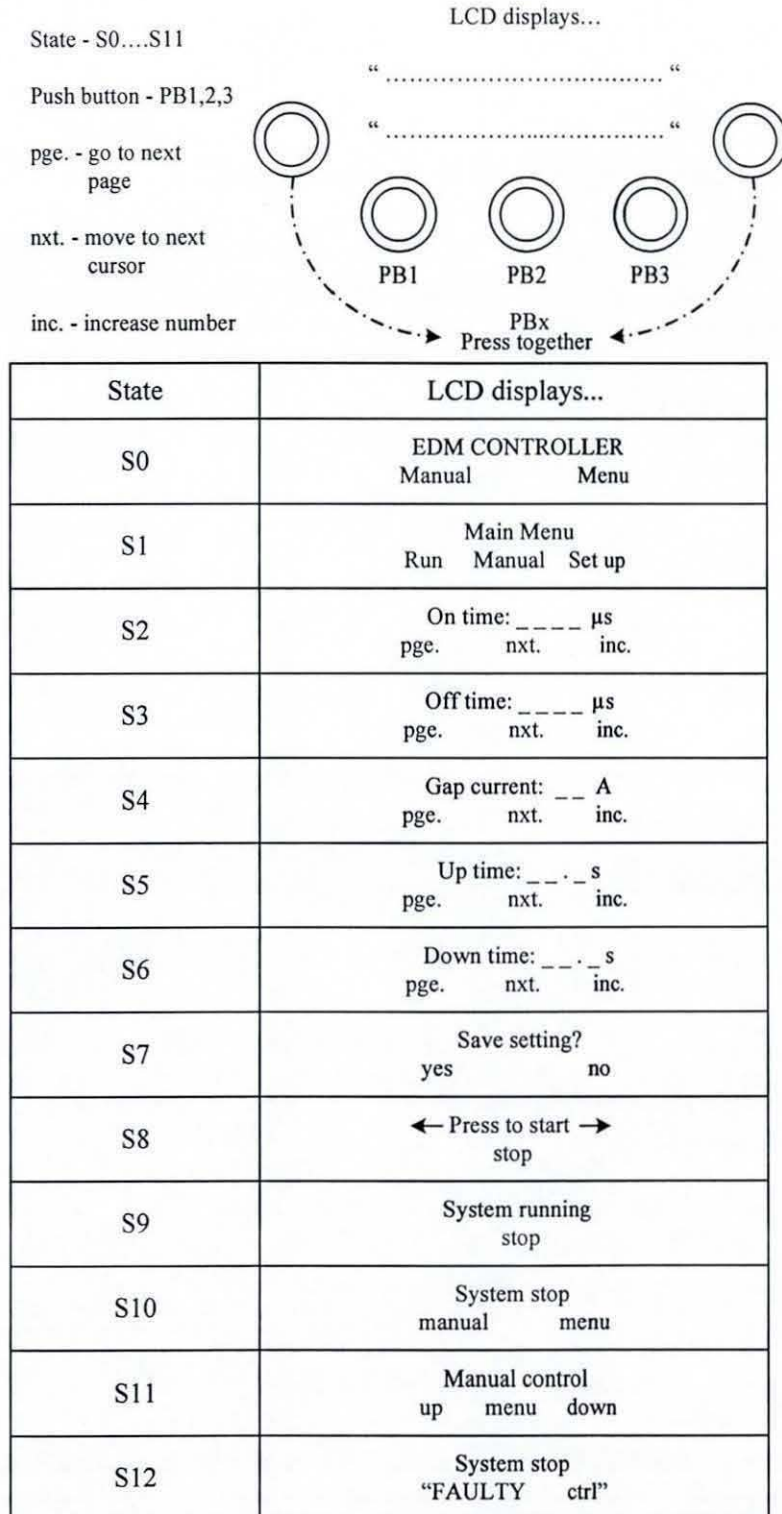 State - S0....S11
Push button - PB1,2,3
pge. - go to next
page
nxt. - move to next
cursor
inc. - increase number
LCD displays...
“ .................................. “
“ .................................. “
PB1 PB2 PB3
PBx
Press together
State LCD displays...
S0
EDM CONTROLLER
Manual Menu
S1
Main Menu
Run Manual Set up
S2
On time: _ _ _ _ µs
pge. nxt. inc.
S3
Off time: _ _ _ _ µs
pge. nxt. inc.
S4
Gap current: _ _ A
pge. nxt. inc.
S5
Up time: _ _ . _ s
pge. nxt. inc.
S6
Down time: _ _ . _ s
pge. nxt. inc.
S7
Save setting?
yes no
S8
← Press to start →
stop
S9
System running
stop
S10
System stop
manual menu
S11
Manual control
up menu down
S12
System stop
“FAULTY ctrl”